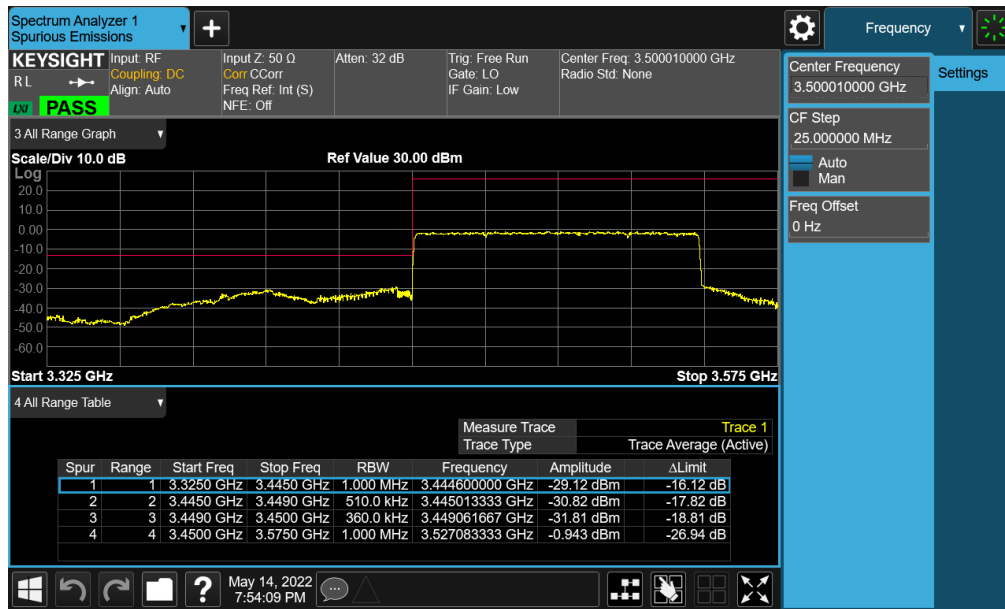 Spectrum Analyzer 1
Spurious Emissions
Frequency
KEYSIGHT
R L
LXI
PASS
Input: RF
Coupling: DC
Align: Auto
Input Z: 50 Ω
Corr CCorr
Freq Ref: Int (S)
NFE: Off
Atten: 32 dB
Trig: Free Run
Gate: LO
IF Gain: Low
Center Freq: 3.500010000 GHz
Radio Std: None
Center Frequency
3.500010000 GHz
Settings
CF Step
25.000000 MHz
Auto
Man
Freq Offset
0 Hz
3 All Range Graph
Scale/Div 10.0 dB
Ref Value 30.00 dBm
Log
20.0
10.0
0.00
-10.0
-20.0
-30.0
-40.0
-50.0
-60.0
Start 3.325 GHz
Stop 3.575 GHz
4 All Range Table
Measure Trace Trace 1
Trace Type Trace Average (Active)
Spur Range Start Freq Stop Freq RBW Frequency Amplitude ΔLimit
1 1 3.3250 GHz 3.4450 GHz 1.000 MHz 3.444600000 GHz -29.12 dBm -16.12 dB
2 2 3.4450 GHz 3.4490 GHz 510.0 kHz 3.445013333 GHz -30.82 dBm -17.82 dB
3 3 3.4490 GHz 3.4500 GHz 360.0 kHz 3.449061667 GHz -31.81 dBm -18.81 dB
4 4 3.4500 GHz 3.5750 GHz 1.000 MHz 3.527083333 GHz -0.943 dBm -26.94 dB
?
May 14, 2022
7:54:09 PM